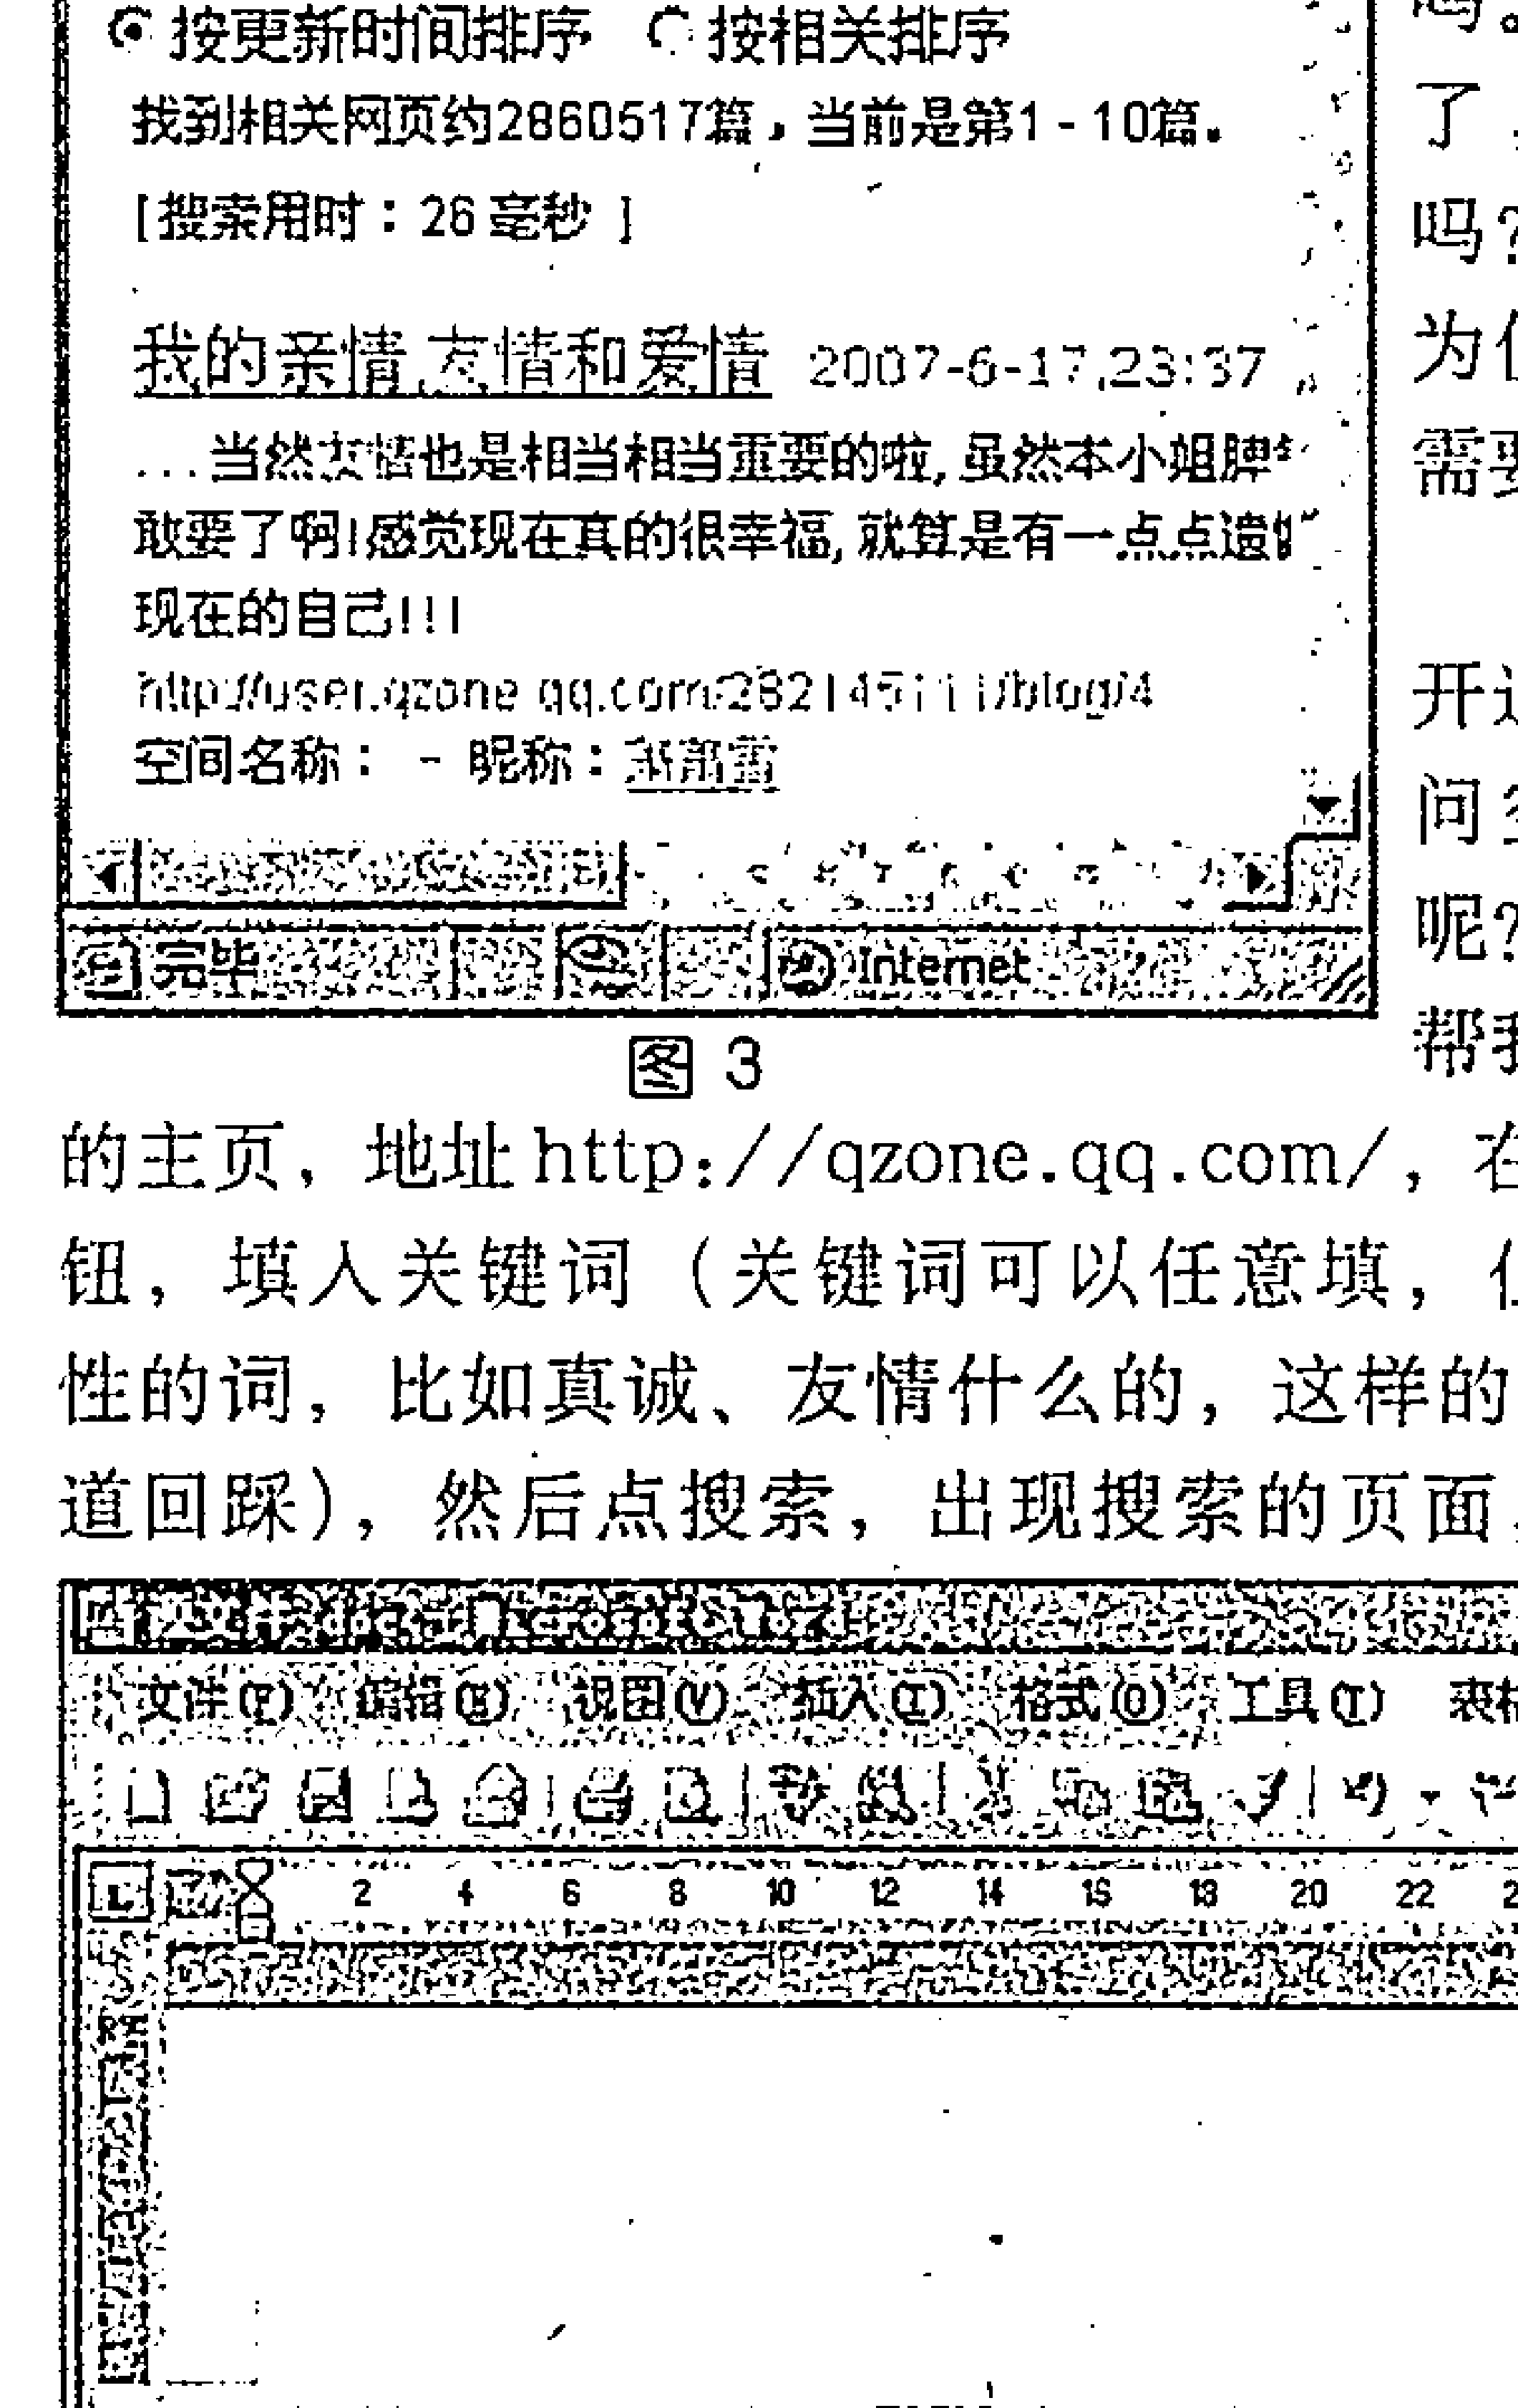 按更新时间排序 按相关排序
找到相关网页约2860517篇，当前是第1-10篇。
[搜索用时：26毫秒 ]
我的亲情,友情和爱情 2007-6-17,23:37
...当然友情也是相当相当重要的啦,虽然本小姐脾
敢要了啊!感觉现在真的很幸福,就算是有一点点遗
现在的自己!!!
空间名称： - 昵称：
完毕 Internet
图 3
了，
吗?
为
需要
开
问
呢?
帮我
的主页，地址http://qzone.qq.com/，在
钮，填入关键词（关键词可以任意填，
性的词，比如真诚、友情什么的，这样的
道回踩），然后点搜索，出现搜索的页面，
文件(F) 编辑(E) 视图(V) 插入(I) 格式(O) 工具(T) 表格
2 4 6 8 10 12 14 16 18 20 22